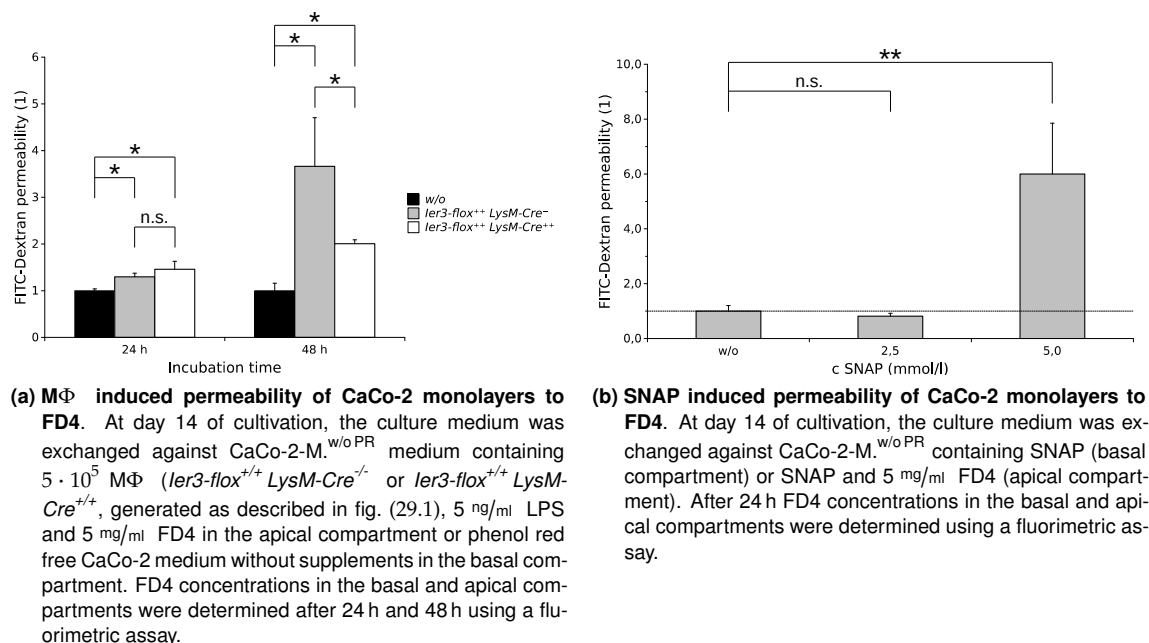 6
5
4
3
2
1
0
FITC-Dextran permeability (1)
*
*
n.s.
*
*
*
24 h
48 h
Incubation time
w/o
Ier3-flox⁺⁺ LysM-Cre⁻
Ier3-flox⁺⁺ LysM-Cre⁺⁺
10,0
8,0
6,0
4,0
2,0
0,0
FITC-Dextran permeability (1)
**
n.s.
w/o
2,5
5,0
c SNAP (mmol/l)
(a) MΦ induced permeability of CaCo-2 monolayers to
FD4. At day 14 of cultivation, the culture medium was
exchanged against CaCo-2-M.ʷ/ᵒ ᴾᴿ medium containing
5 · 10⁵ MΦ (Ier3-flox⁺/⁺ LysM-Cre⁻/⁻ or Ier3-flox⁺/⁺ LysM-
Cre⁺/⁺, generated as described in fig. (29.1), 5 ng/ml LPS
and 5 mg/ml FD4 in the apical compartment or phenol red
free CaCo-2 medium without supplements in the basal com-
partment. FD4 concentrations in the basal and apical com-
partments were determined after 24 h and 48 h using a flu-
orimetric assay.
(b) SNAP induced permeability of CaCo-2 monolayers to
FD4. At day 14 of cultivation, the culture medium was ex-
changed against CaCo-2-M.ʷ/ᵒ ᴾᴿ containing SNAP (basal
compartment) or SNAP and 5 mg/ml FD4 (apical compart-
ment). After 24 h FD4 concentrations in the basal and api-
cal compartments were determined using a fluorimetric as-
say.